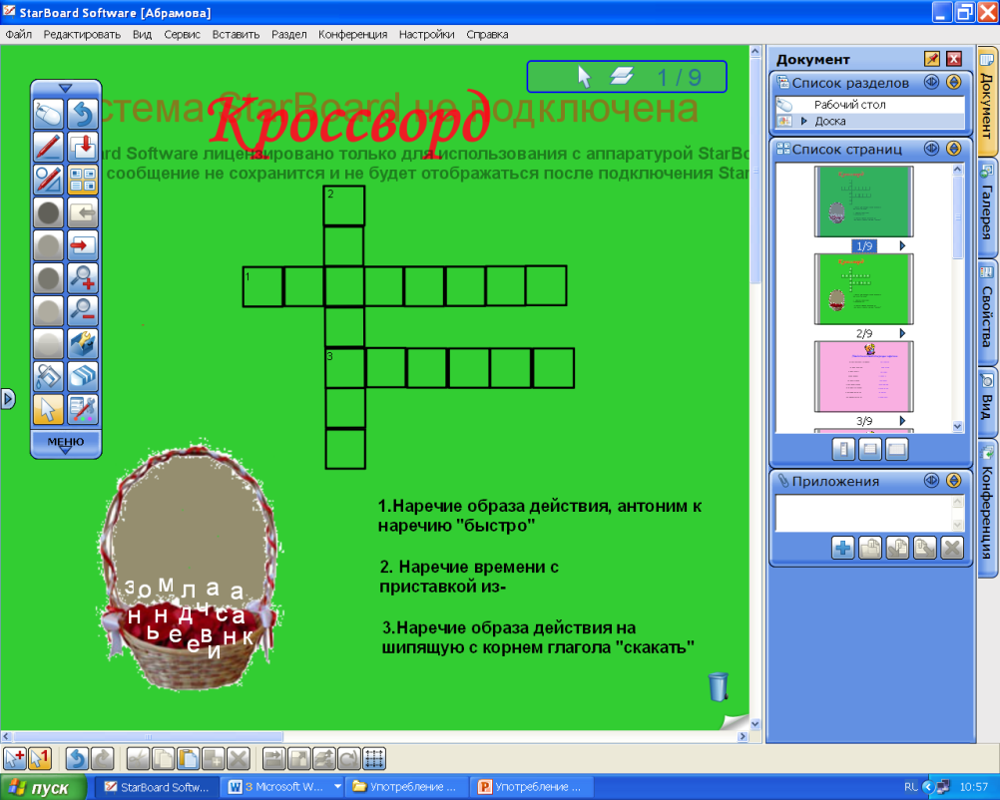 StarBoard Software [Абрамова]
Файл Редактировать Вид Сервис Вставить Раздел Конференция Настройки Справка
1 / 9
стема StarBoard не подключена
Кроссворд
ard Software лицензировано только для использования с аппаратурой StarBo
сообщение не сохранится и не будет отображаться после подключения Star
2
1
3
МЕНЮ
1.Наречие образа действия, антоним к
наречию "быстро"
2. Наречие времени с
приставкой из-
3.Наречие образа действия на
шипящую с корнем глагола "скакать"
з о м л а а
н н д ч с а
ь е е в н к
и
Документ
Список разделов
Рабочий стол
Доска
Список страниц
1/9
2/9
3/9
Приложения
Документ
Галерея
Свойства
Вид
Конференция
1
пуск
StarBoard Softw...
3 Microsoft W...
Употребление ...
Употребление ...
RU
10:57